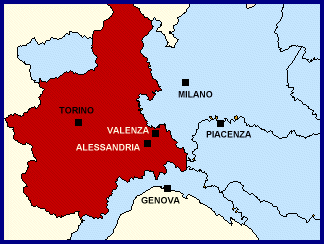 MILANO
TORINO
VALENZA
PIACENZA
ALESSANDRIA
GENOVA